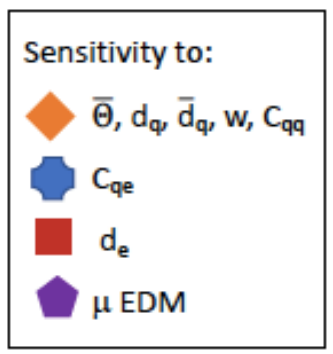 Sensitivity to:
Θ̅, d_q, d̅_q, w, C_qq
C_qe
d_e
μ EDM